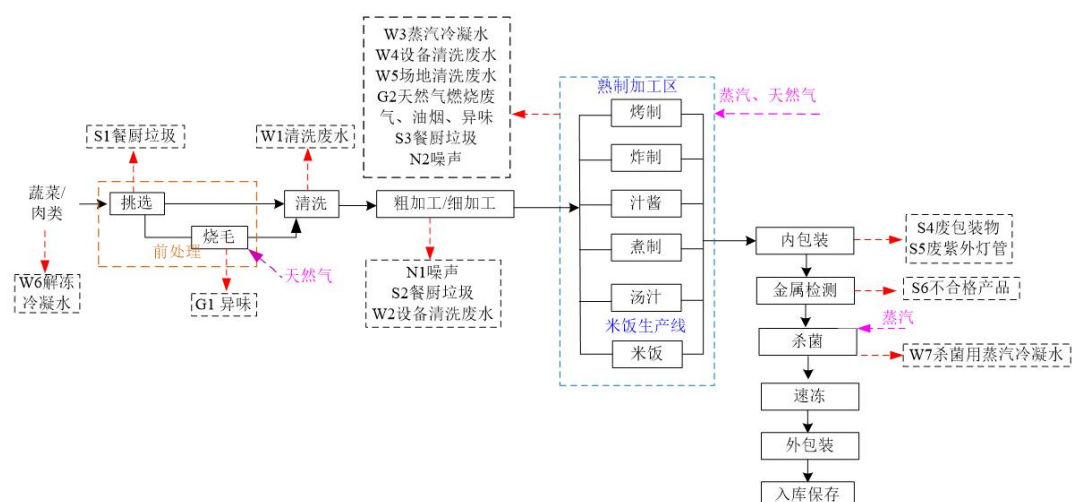 W3蒸汽冷凝水
W4设备清洗废水
W5场地清洗废水
G2天然气燃烧废
气、油烟、异味
S3餐厨垃圾
N2噪声
S1餐厨垃圾
W1清洗废水
蔬菜/
肉类
挑选
烧毛
前处理
清洗
粗加工/细加工
W6解冻
冷凝水
G1 异味
天然气
N1噪声
S2餐厨垃圾
W2设备清洗废水
熟制加工区
蒸汽、天然气
烤制
炸制
汁酱
煮制
汤汁
米饭生产线
米饭
内包装
S4废包装物
S5废紫外灯管
金属检测
S6不合格产品
蒸汽
杀菌
W7杀菌用蒸汽冷凝水
速冻
外包装
入库保存